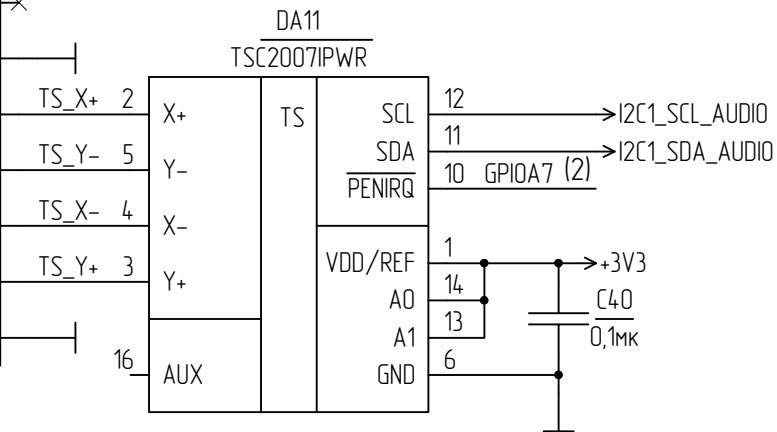 DA11
TSC2007IPWR
TS_X+ 2 X+ TS SCL 12 I2C1_SCL_AUDIO
SDA 11 I2C1_SDA_AUDIO
TS_Y- 5 Y- PENIRQ 10 GPIOA7 (2)
TS_X- 4 X-
TS_Y+ 3 Y+ VDD/REF 1 +3V3
A0 14 C40
A1 13 0,1мк
16 AUX GND 6